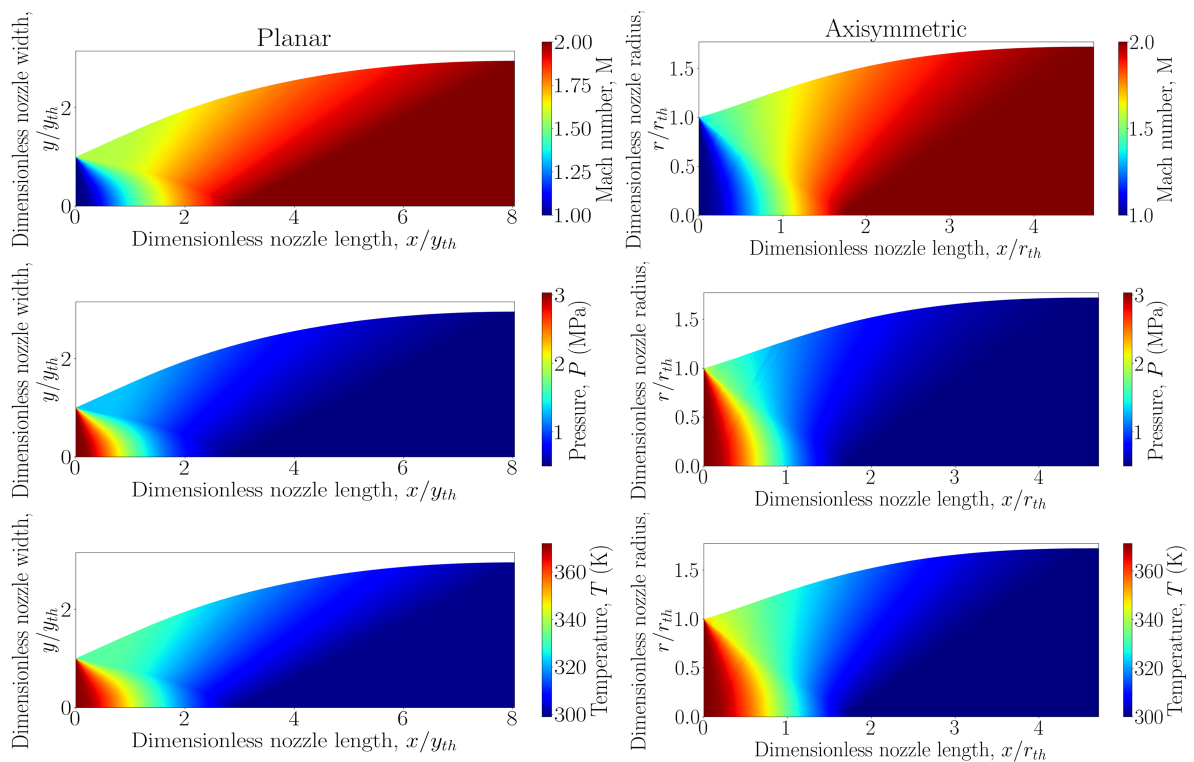 Planar
Dimensionless nozzle width,
y/y_th
2
0
0 2 4 6 8
Dimensionless nozzle length, x/y_th
2.00
1.75
1.50
1.25
1.00
Mach number, M
Axisymmetric
Dimensionless nozzle radius,
r/r_th
1.5
1.0
0.5
0.0
0 1 2 3 4
Dimensionless nozzle length, x/r_th
2.00
1.75
1.50
1.25
1.00
Mach number, M
Dimensionless nozzle width,
y/y_th
2
0
0 2 4 6 8
Dimensionless nozzle length, x/y_th
3
2
1
Pressure, P (MPa)
Dimensionless nozzle radius,
r/r_th
1.5
1.0
0.5
0.0
0 1 2 3 4
Dimensionless nozzle length, x/r_th
3
2
1
Pressure, P (MPa)
Dimensionless nozzle width,
y/y_th
2
0
0 2 4 6 8
Dimensionless nozzle length, x/y_th
360
340
320
300
Temperature, T (K)
Dimensionless nozzle radius,
r/r_th
1.5
1.0
0.5
0.0
0 1 2 3 4
Dimensionless nozzle length, x/r_th
360
340
320
300
Temperature, T (K)